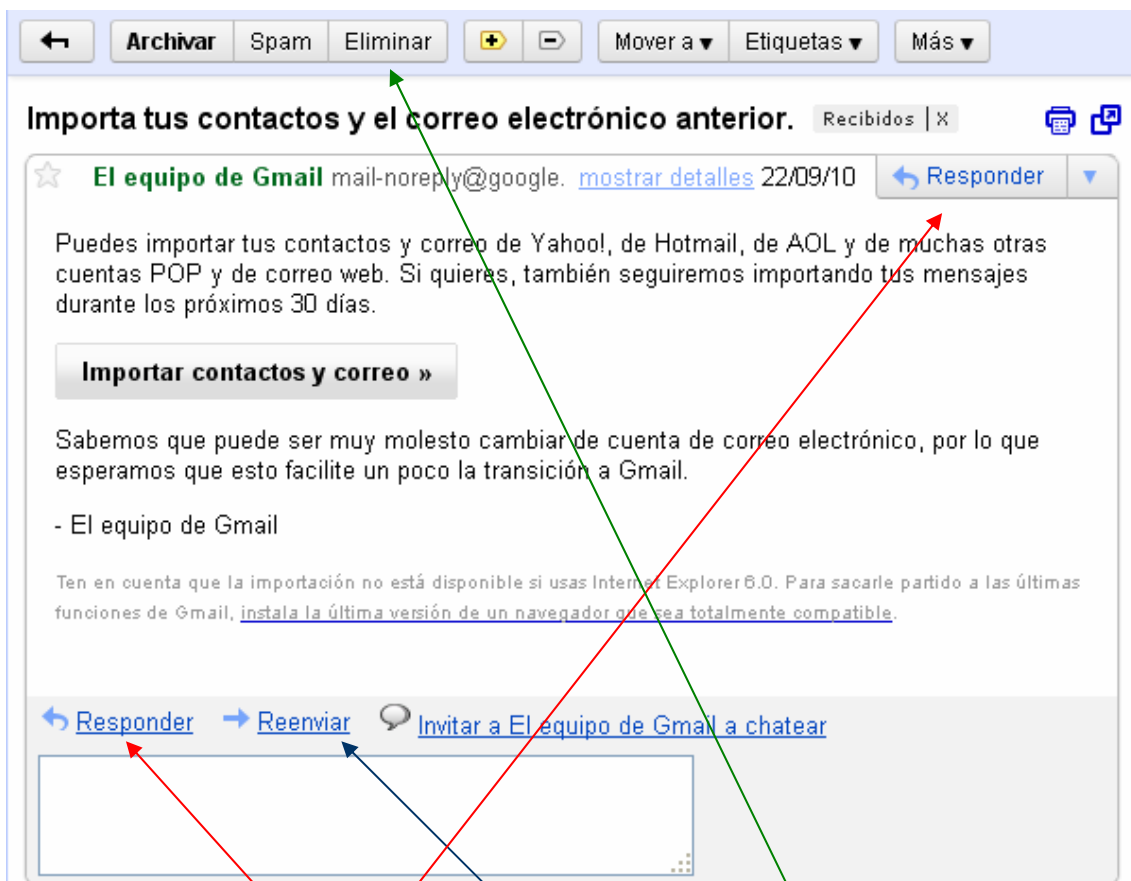 Archivar Spam Eliminar Mover a Etiquetas Más
Importa tus contactos y el correo electrónico anterior. Recibidos | X
El equipo de Gmail mail-noreply@google. mostrar detalles 22/09/10 Responder
Puedes importar tus contactos y correo de Yahoo!, de Hotmail, de AOL y de muchas otras
cuentas POP y de correo web. Si quieres, también seguiremos importando tus mensajes
durante los próximos 30 días.
Importar contactos y correo »
Sabemos que puede ser muy molesto cambiar de cuenta de correo electrónico, por lo que
esperamos que esto facilite un poco la transición a Gmail.
- El equipo de Gmail
Ten en cuenta que la importación no está disponible si usas Internet Explorer 6.0. Para sacarle partido a las últimas
funciones de Gmail, instala la última versión de un navegador que sea totalmente compatible.
Responder Reenviar Invitar a El equipo de Gmail a chatear